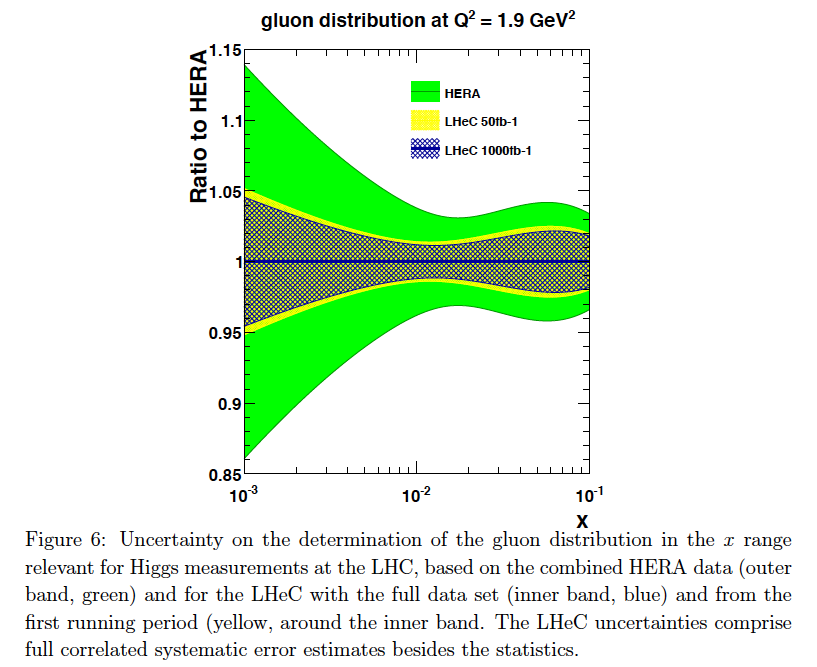 gluon distribution at Q² = 1.9 GeV²
Ratio to HERA
1.15
1.1
1.05
1
0.95
0.9
0.85
HERA
LHeC 50fb-1
LHeC 1000fb-1
10⁻³
10⁻²
10⁻¹
X
Figure 6: Uncertainty on the determination of the gluon distribution in the x range
relevant for Higgs measurements at the LHC, based on the combined HERA data (outer
band, green) and for the LHeC with the full data set (inner band, blue) and from the
first running period (yellow, around the inner band. The LHeC uncertainties comprise
full correlated systematic error estimates besides the statistics.